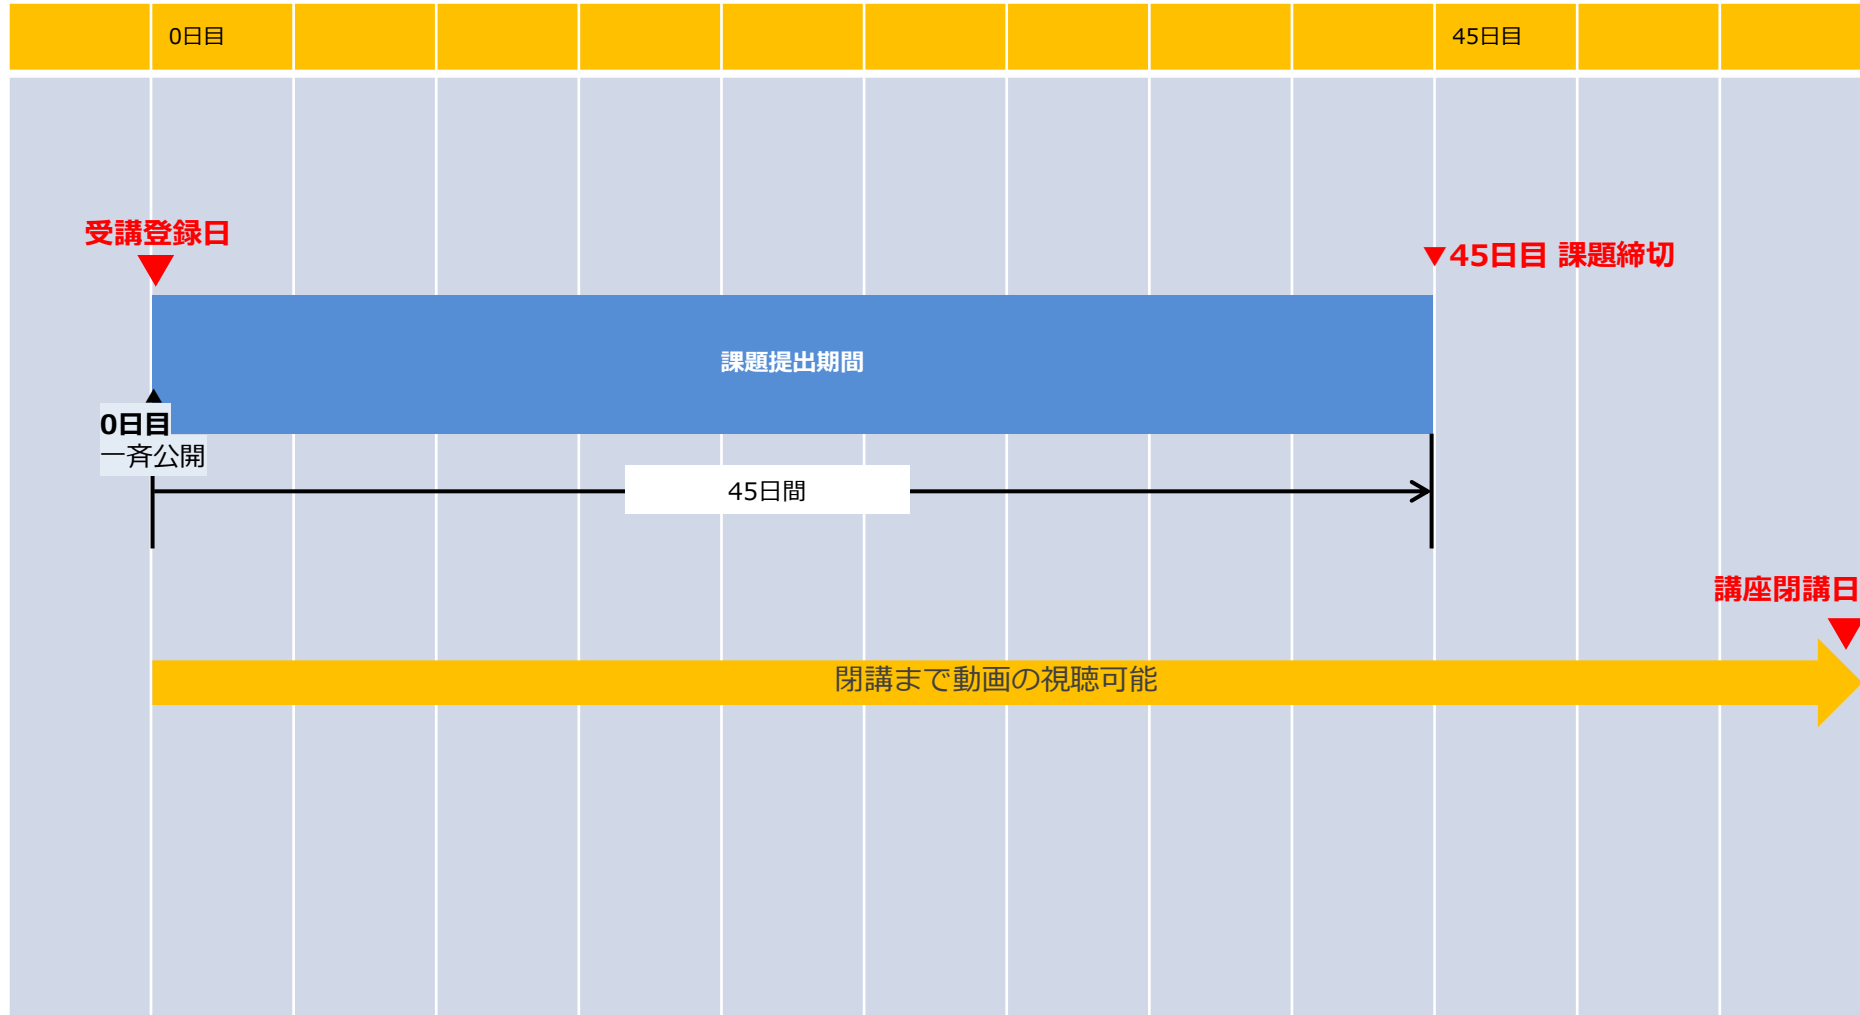 0日目
45日目
受講登録日
45日目 課題締切
課題提出期間
0日目
一斉公開
45日間
講座閉講日
閉講まで動画の視聴可能